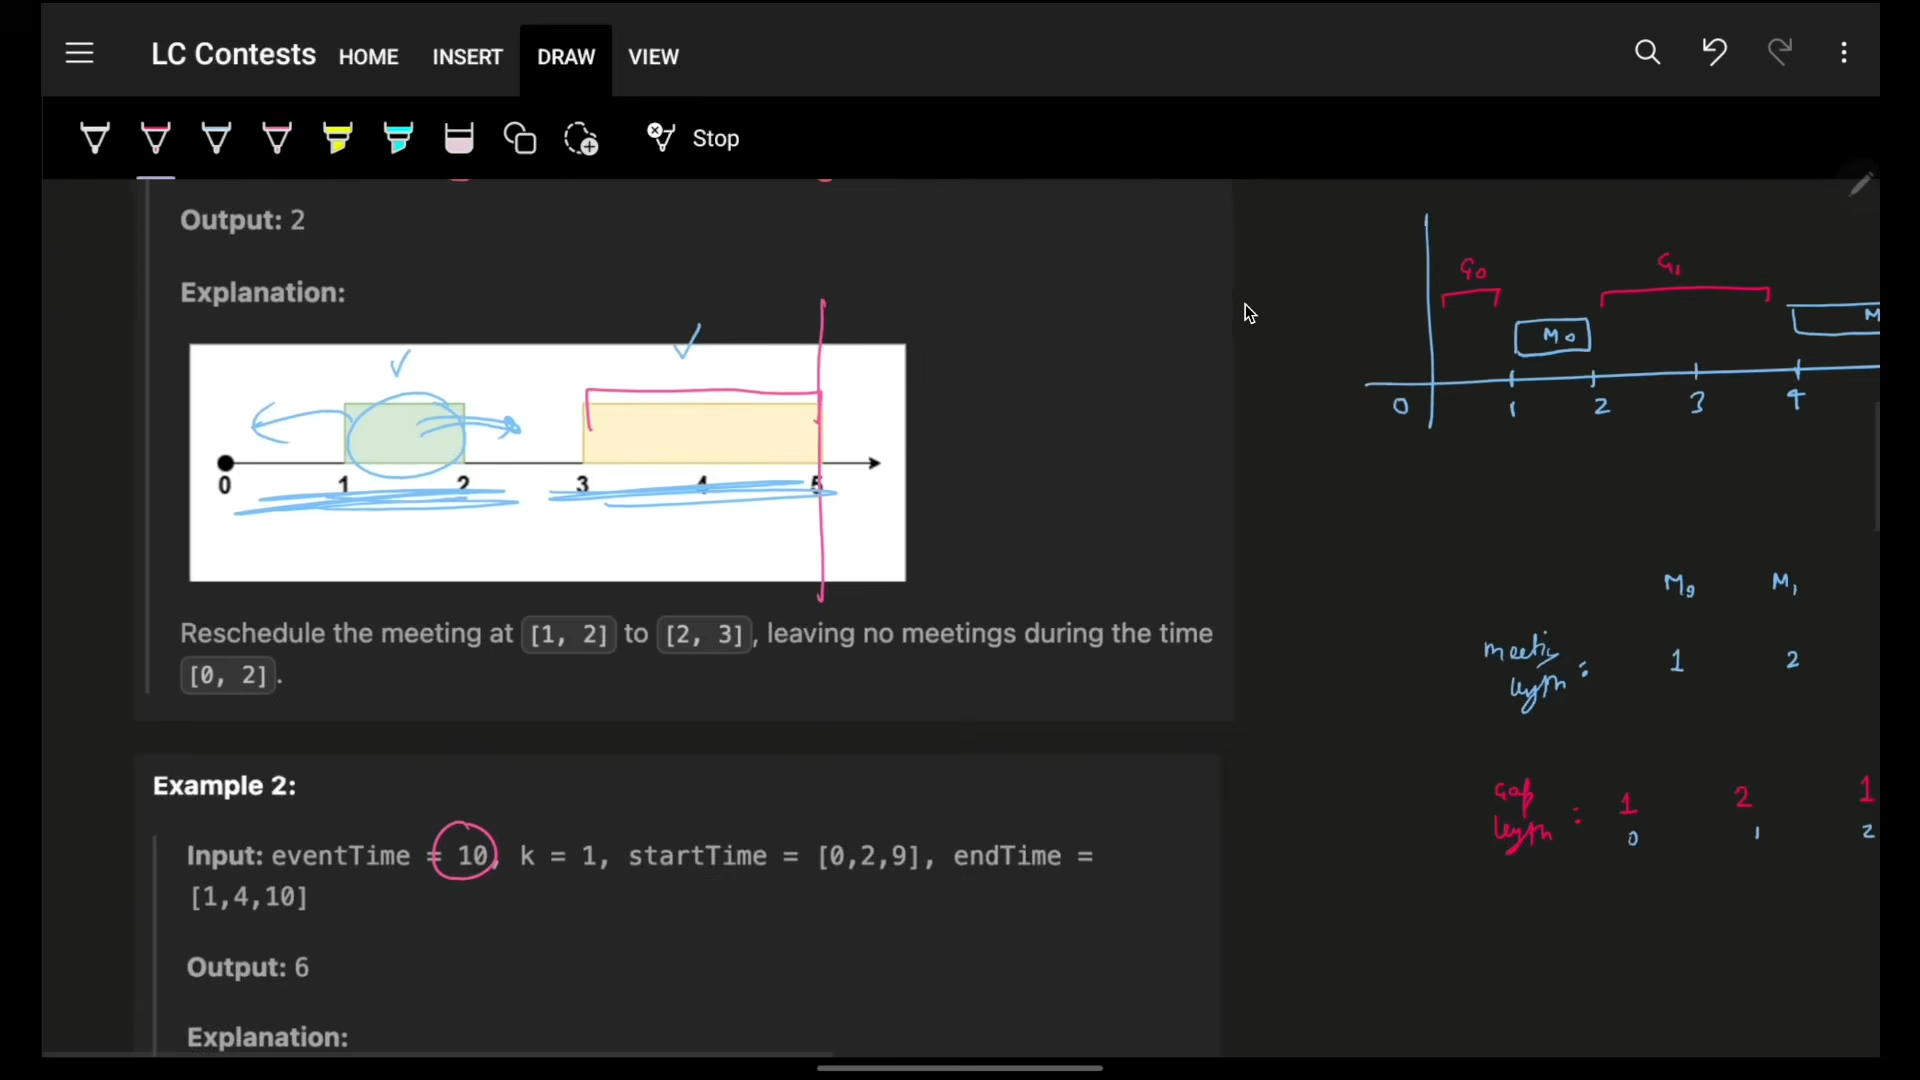 LC Contests HOME INSERT DRAW VIEW
Stop
Output: 2
Explanation:
0 1 2 3 4 5
Reschedule the meeting at [1, 2] to [2, 3], leaving no meetings during the time
[0, 2].
Example 2:
Input: eventTime = 10, k = 1, startTime = [0,2,9], endTime =
[1,4,10]
Output: 6
Explanation:
G0 G1
M0 M
0 1 2 3 4
M0 M1
meeting
length : 1 2
Gap
length : 1 2 1
0 1 2